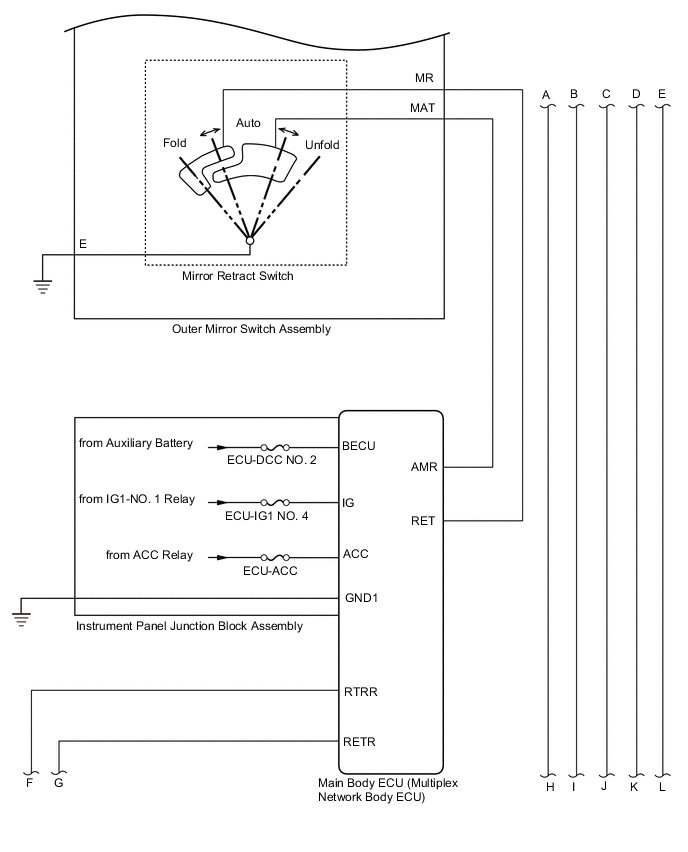 MR
MAT
A B C D E
Auto
Fold
Unfold
E
Mirror Retract Switch
Outer Mirror Switch Assembly
from Auxiliary Battery
BECU
ECU-DCC NO. 2
AMR
from IG1-NO. 1 Relay
IG
ECU-IG1 NO. 4
RET
from ACC Relay
ACC
ECU-ACC
GND1
Instrument Panel Junction Block Assembly
RTRR
RETR
F G
H I J K L
Main Body ECU (Multiplex
Network Body ECU)